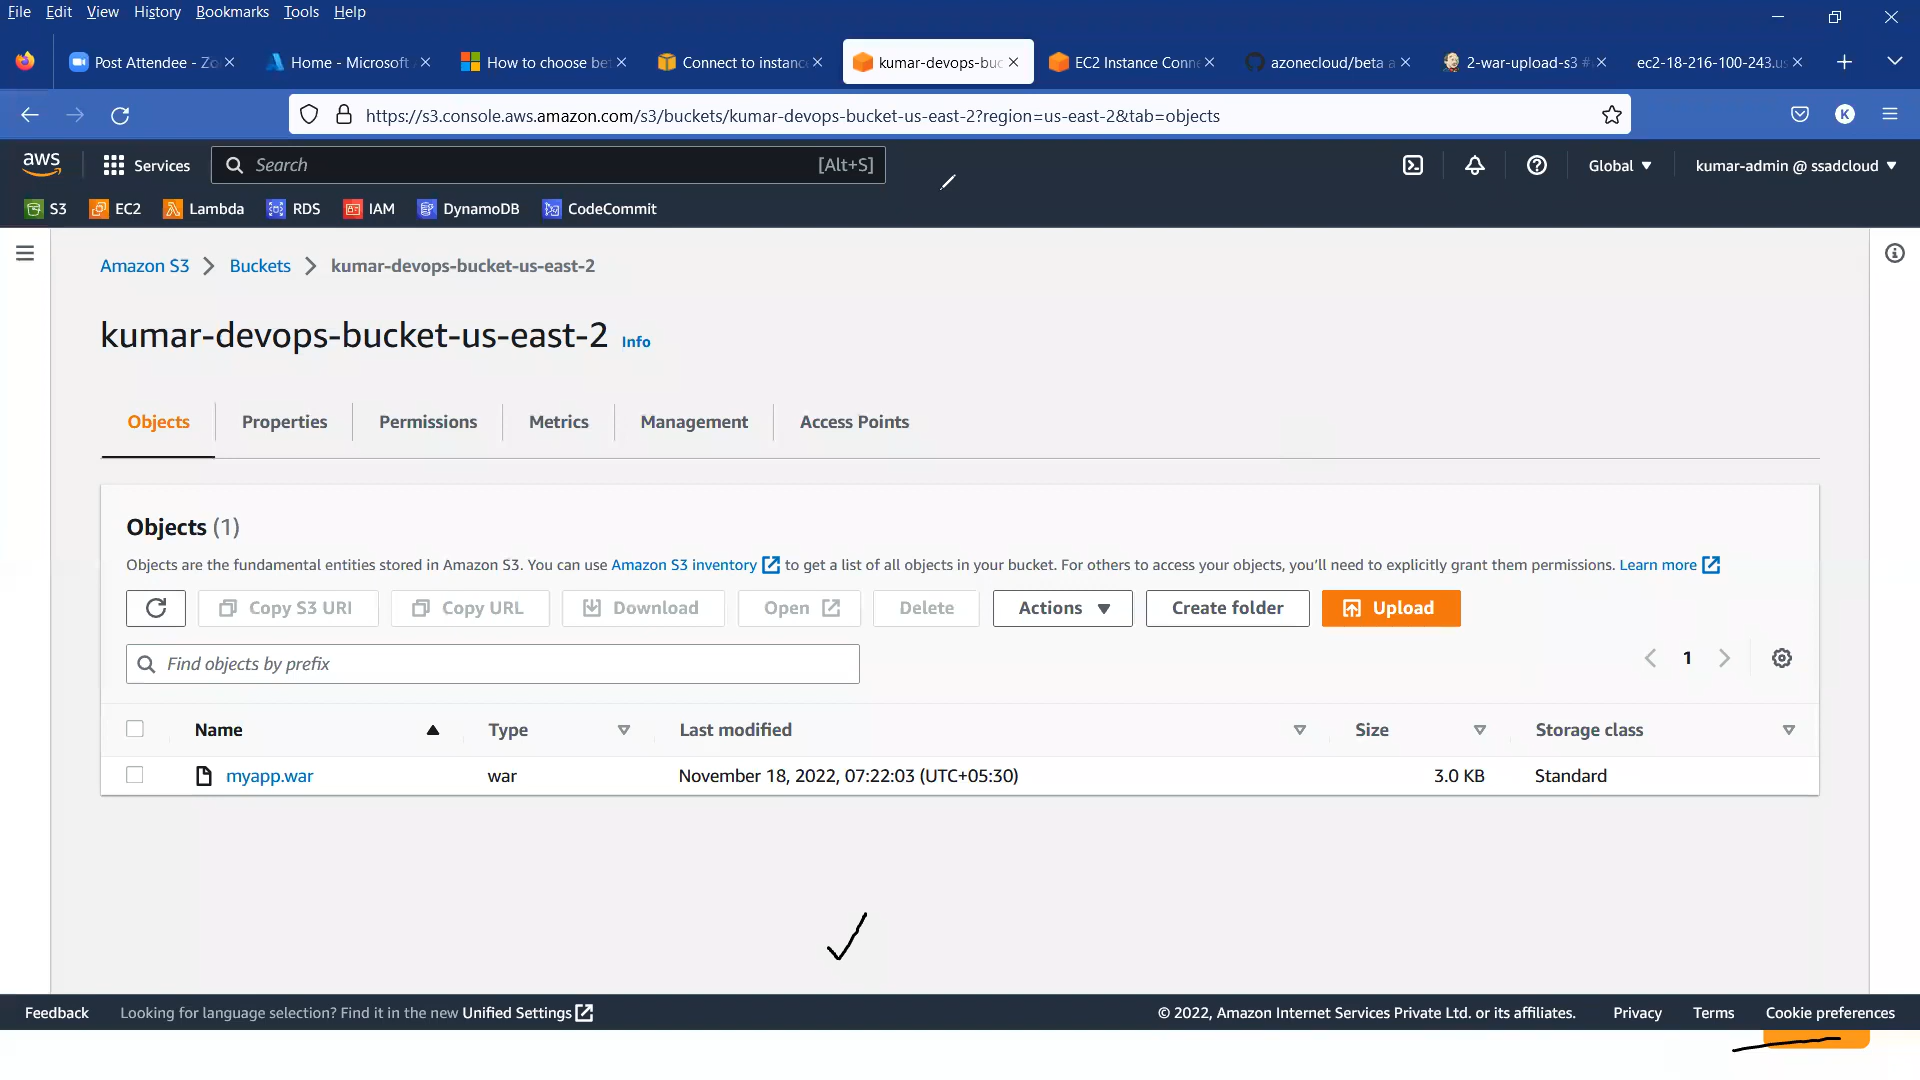 File Edit View History Bookmarks Tools Help
Post Attendee - Zo Home - Microsoft How to choose be Connect to instanc kumar-devops-buc EC2 Instance Conn azonecloud/beta a 2-war-upload-s3 # ec2-18-216-100-243.us
https://s3.console.aws.amazon.com/s3/buckets/kumar-devops-bucket-us-east-2?region=us-east-2&tab=objects K
aws Services Search [Alt+S] Global kumar-admin @ ssadcloud
S3 EC2 Lambda RDS IAM DynamoDB CodeCommit
Amazon S3 Buckets kumar-devops-bucket-us-east-2
kumar-devops-bucket-us-east-2 Info
Objects Properties Permissions Metrics Management Access Points
Objects (1)
Objects are the fundamental entities stored in Amazon S3. You can use Amazon S3 inventory to get a list of all objects in your bucket. For others to access your objects, you'll need to explicitly grant them permissions. Learn more
Copy S3 URI Copy URL Download Open Delete Actions Create folder Upload
Find objects by prefix 1
Name Type Last modified Size Storage class
myapp.war war November 18, 2022, 07:22:03 (UTC+05:30) 3.0 KB Standard
Feedback Looking for language selection? Find it in the new Unified Settings © 2022, Amazon Internet Services Private Ltd. or its affiliates. Privacy Terms Cookie preferences